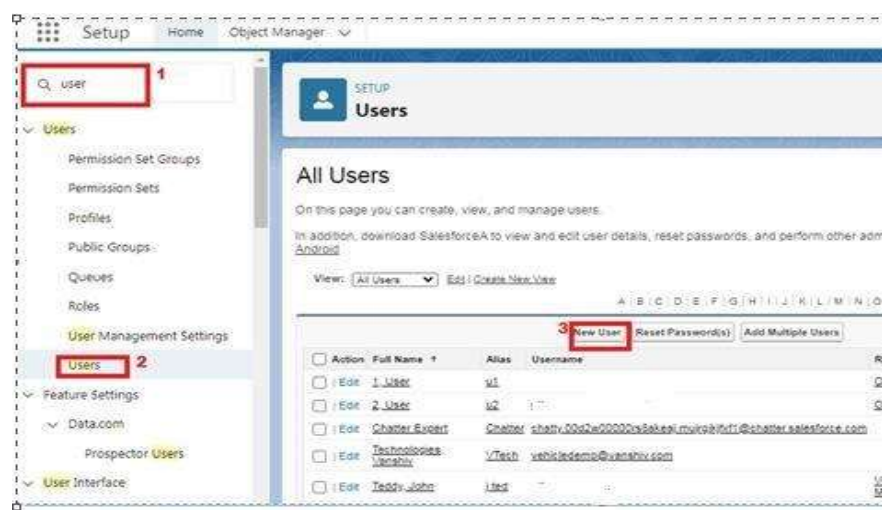 Setup Home Object Manager
user
1
Users
Permission Set Groups
Permission Sets
Profiles
Public Groups
Queues
Roles
User Management Settings
Users
2
Feature Settings
Data.com
Prospector Users
User Interface
SETUP
Users
All Users
On this page you can create, view, and manage users.
In addition, download SalesforceA to view and edit user details, reset passwords, and perform other adm
Android
View: All Users Edit | Create New View
A | B | C | D | E | F | G | H | I | J | K | L | M | N | O
3
New User Reset Password(s) Add Multiple Users
Action Full Name ↑ Alias Username
Edit 1, User u1
Edit 2, User u2
Edit Chatter Expert Chatter
Edit Technologies, Vanshiv VTech vehicledemo@vanshiv.com
Edit Teddy, John j.ted